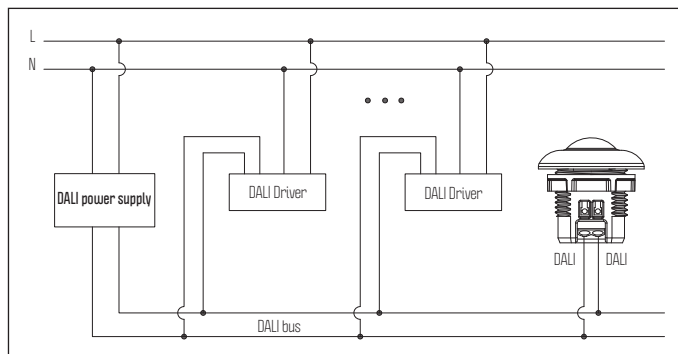 L
N
DALI power supply
DALI Driver
DALI Driver
DALI
DALI
DALI bus